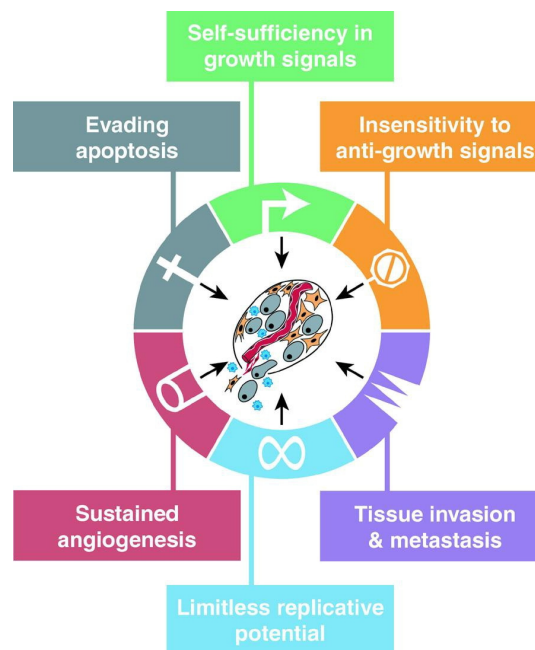 Self-sufficiency in
growth signals
Evading
apoptosis
Insensitivity to
anti-growth signals
Sustained
angiogenesis
Tissue invasion
& metastasis
Limitless replicative
potential